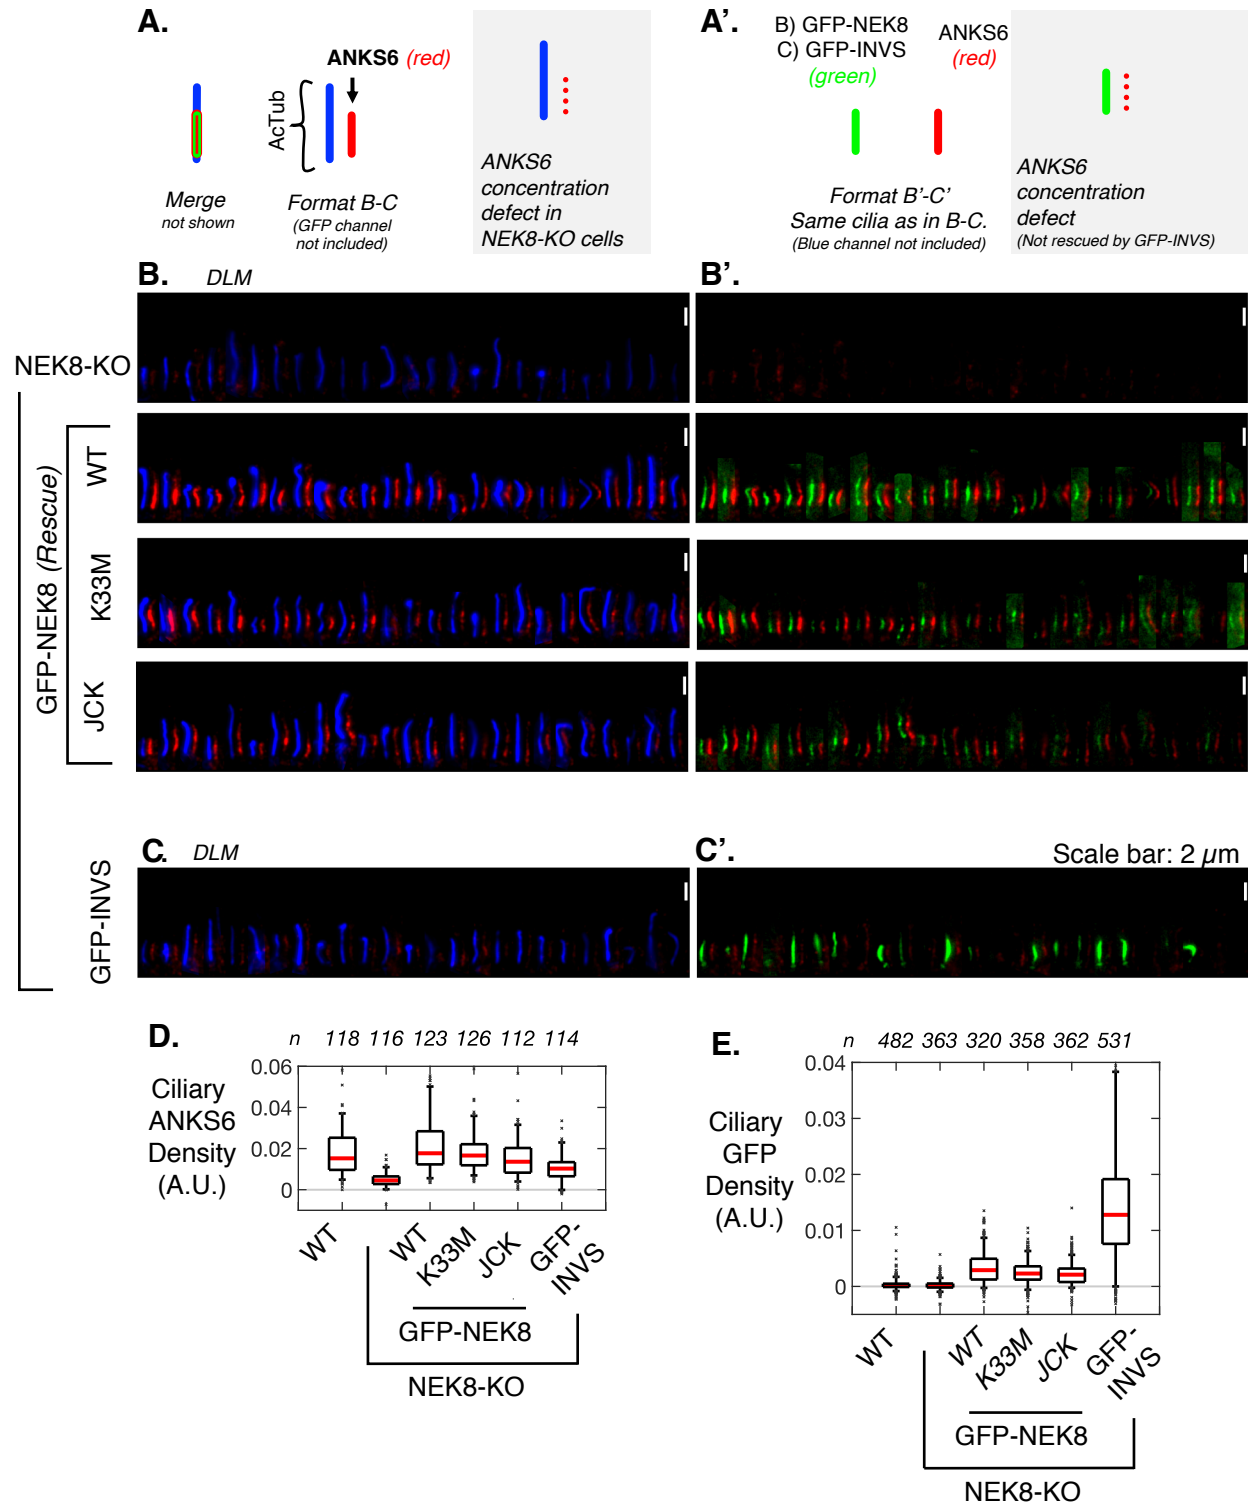 A.
ANKS6 (red)
AcTub
Merge
not shown
Format B-C
(GFP channel
not included)
ANKS6
concentration
defect in
NEK8-KO cells
A'.
B) GFP-NEK8
C) GFP-INVS
(green)
ANKS6
(red)
Format B'-C'
Same cilia as in B-C.
(Blue channel not included)
ANKS6
concentration
defect
(Not rescued by GFP-INVS)
B. DLM
B'.
NEK8-KO
GFP-NEK8 (Rescue)
WT
K33M
JCK
C. DLM
C'.
Scale bar: 2 µm
GFP-INVS
D.
n 118 116 123 126 112 114
Ciliary
ANKS6
Density
(A.U.)
0.06
0.04
0.02
0
WT
WT
K33M
JCK
GFP-
INVS
GFP-NEK8
NEK8-KO
E.
n 482 363 320 358 362 531
Ciliary
GFP
Density
(A.U.)
0.04
0.03
0.02
0.01
0
WT
WT
K33M
JCK
GFP-
INVS
GFP-NEK8
NEK8-KO